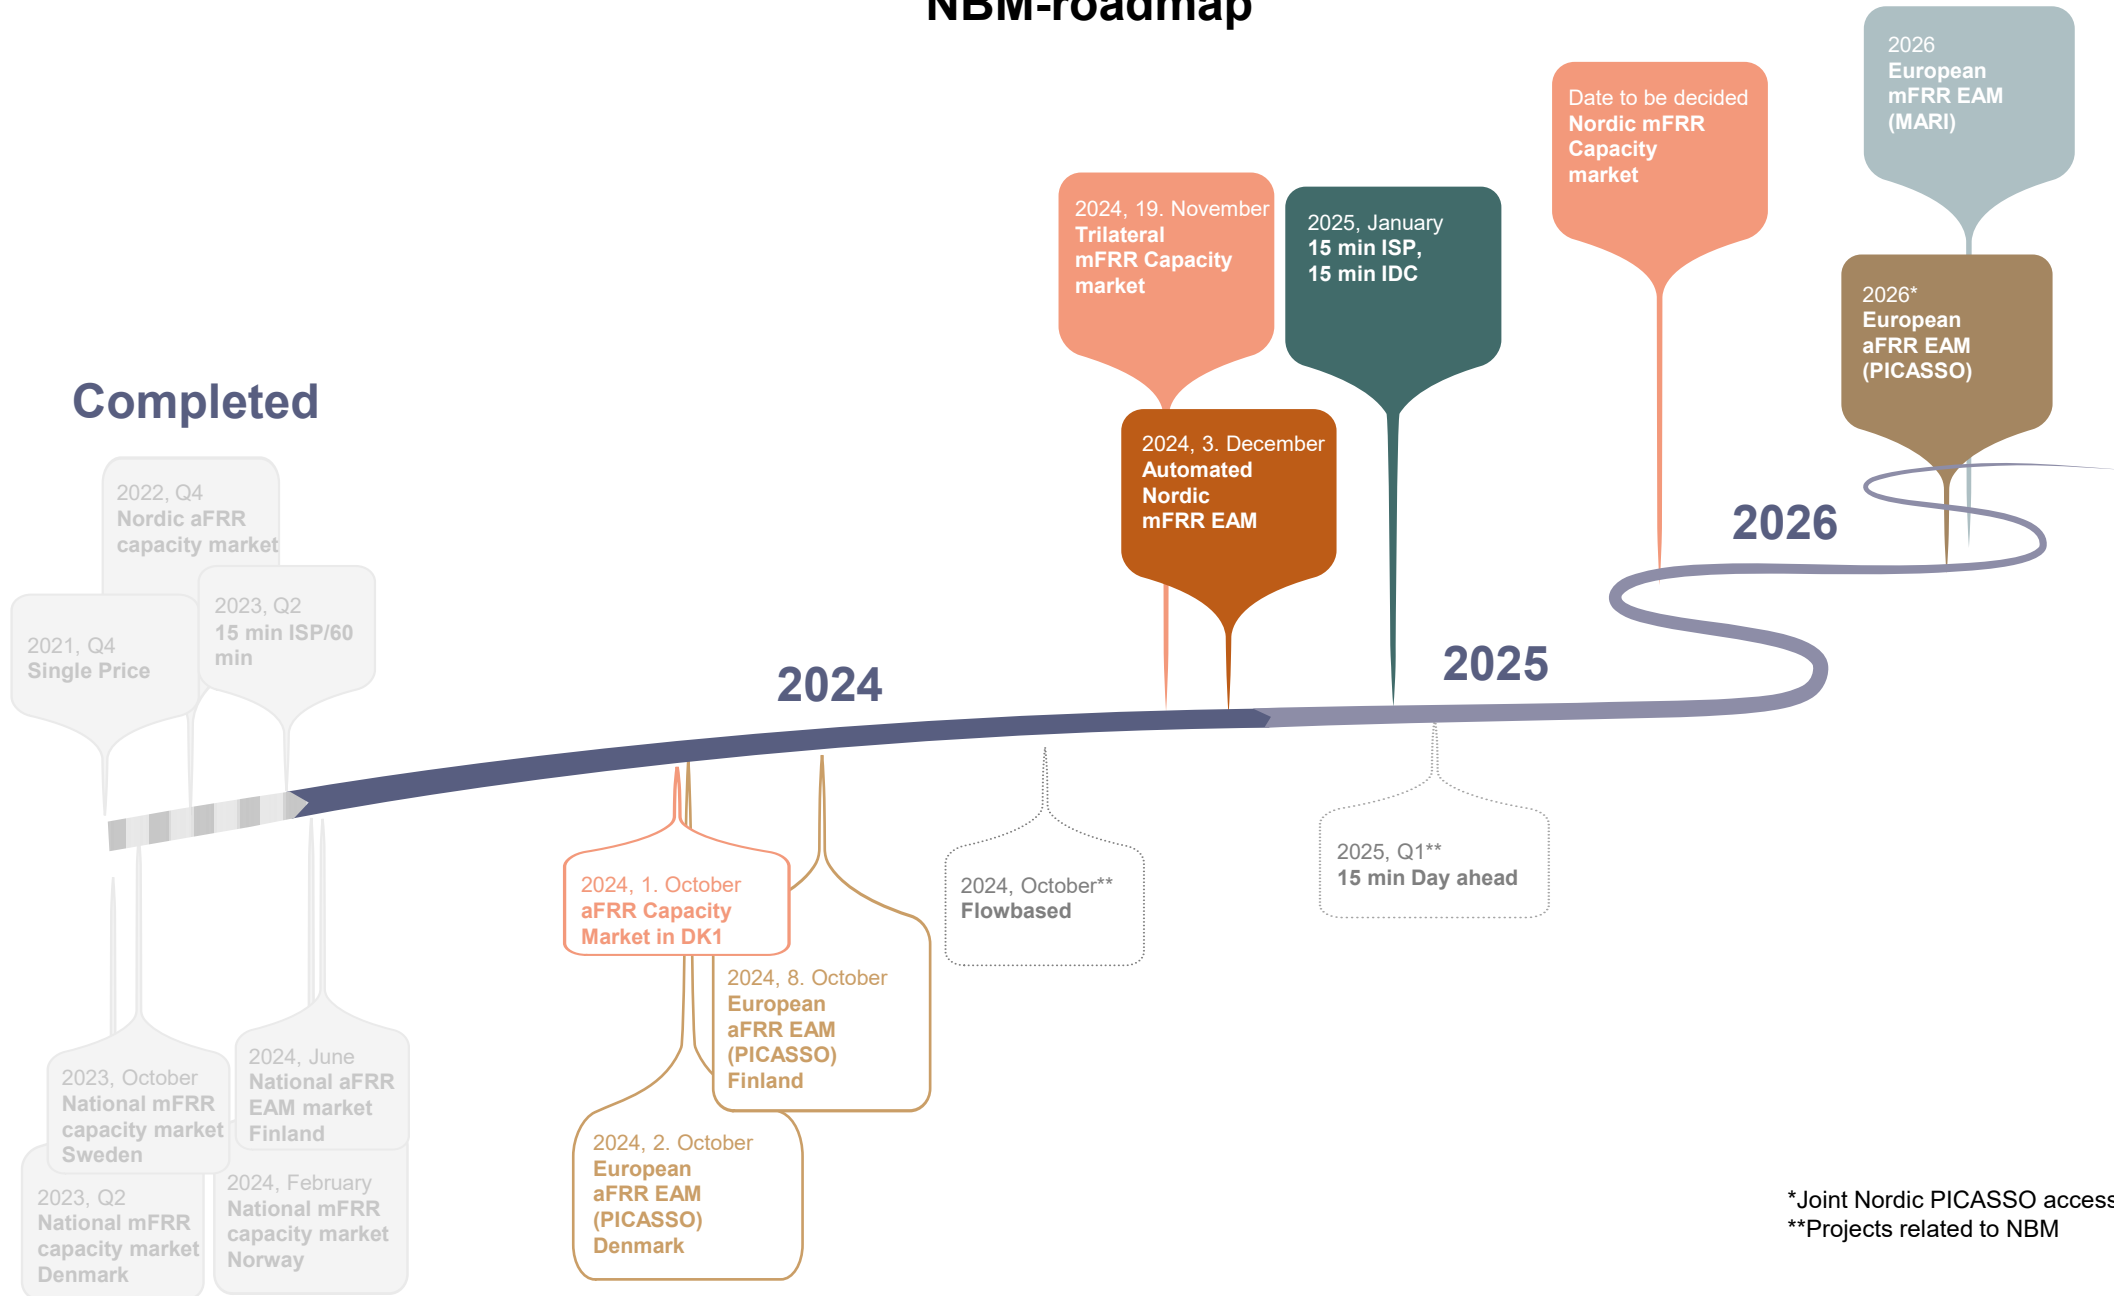 NBM-roadmap
2026
European
mFRR EAM
(MARI)
Date to be decided
Nordic mFRR
Capacity
market
2024, 19. November
Trilateral
mFRR Capacity
market
2025, January
15 min ISP,
15 min IDC
2026*
European
aFRR EAM
(PICASSO)
Completed
2024, 3. December
Automated
Nordic
mFRR EAM
2022, Q4
Nordic aFRR
capacity market
2026
2023, Q2
15 min ISP/60
min
2021, Q4
Single Price
2024
2025
2025, Q1**
15 min Day ahead
2024, 1. October
aFRR Capacity
Market in DK1
2024, October**
Flowbased
2024, 8. October
European
aFRR EAM
(PICASSO)
Finland
2023, October
National mFRR
capacity market
Sweden
2024, June
National aFRR
EAM market
Finland
2024, 2. October
European
aFRR EAM
(PICASSO)
Denmark
2023, Q2
National mFRR
capacity market
Denmark
2024, February
National mFRR
capacity market
Norway
*Joint Nordic PICASSO access
**Projects related to NBM